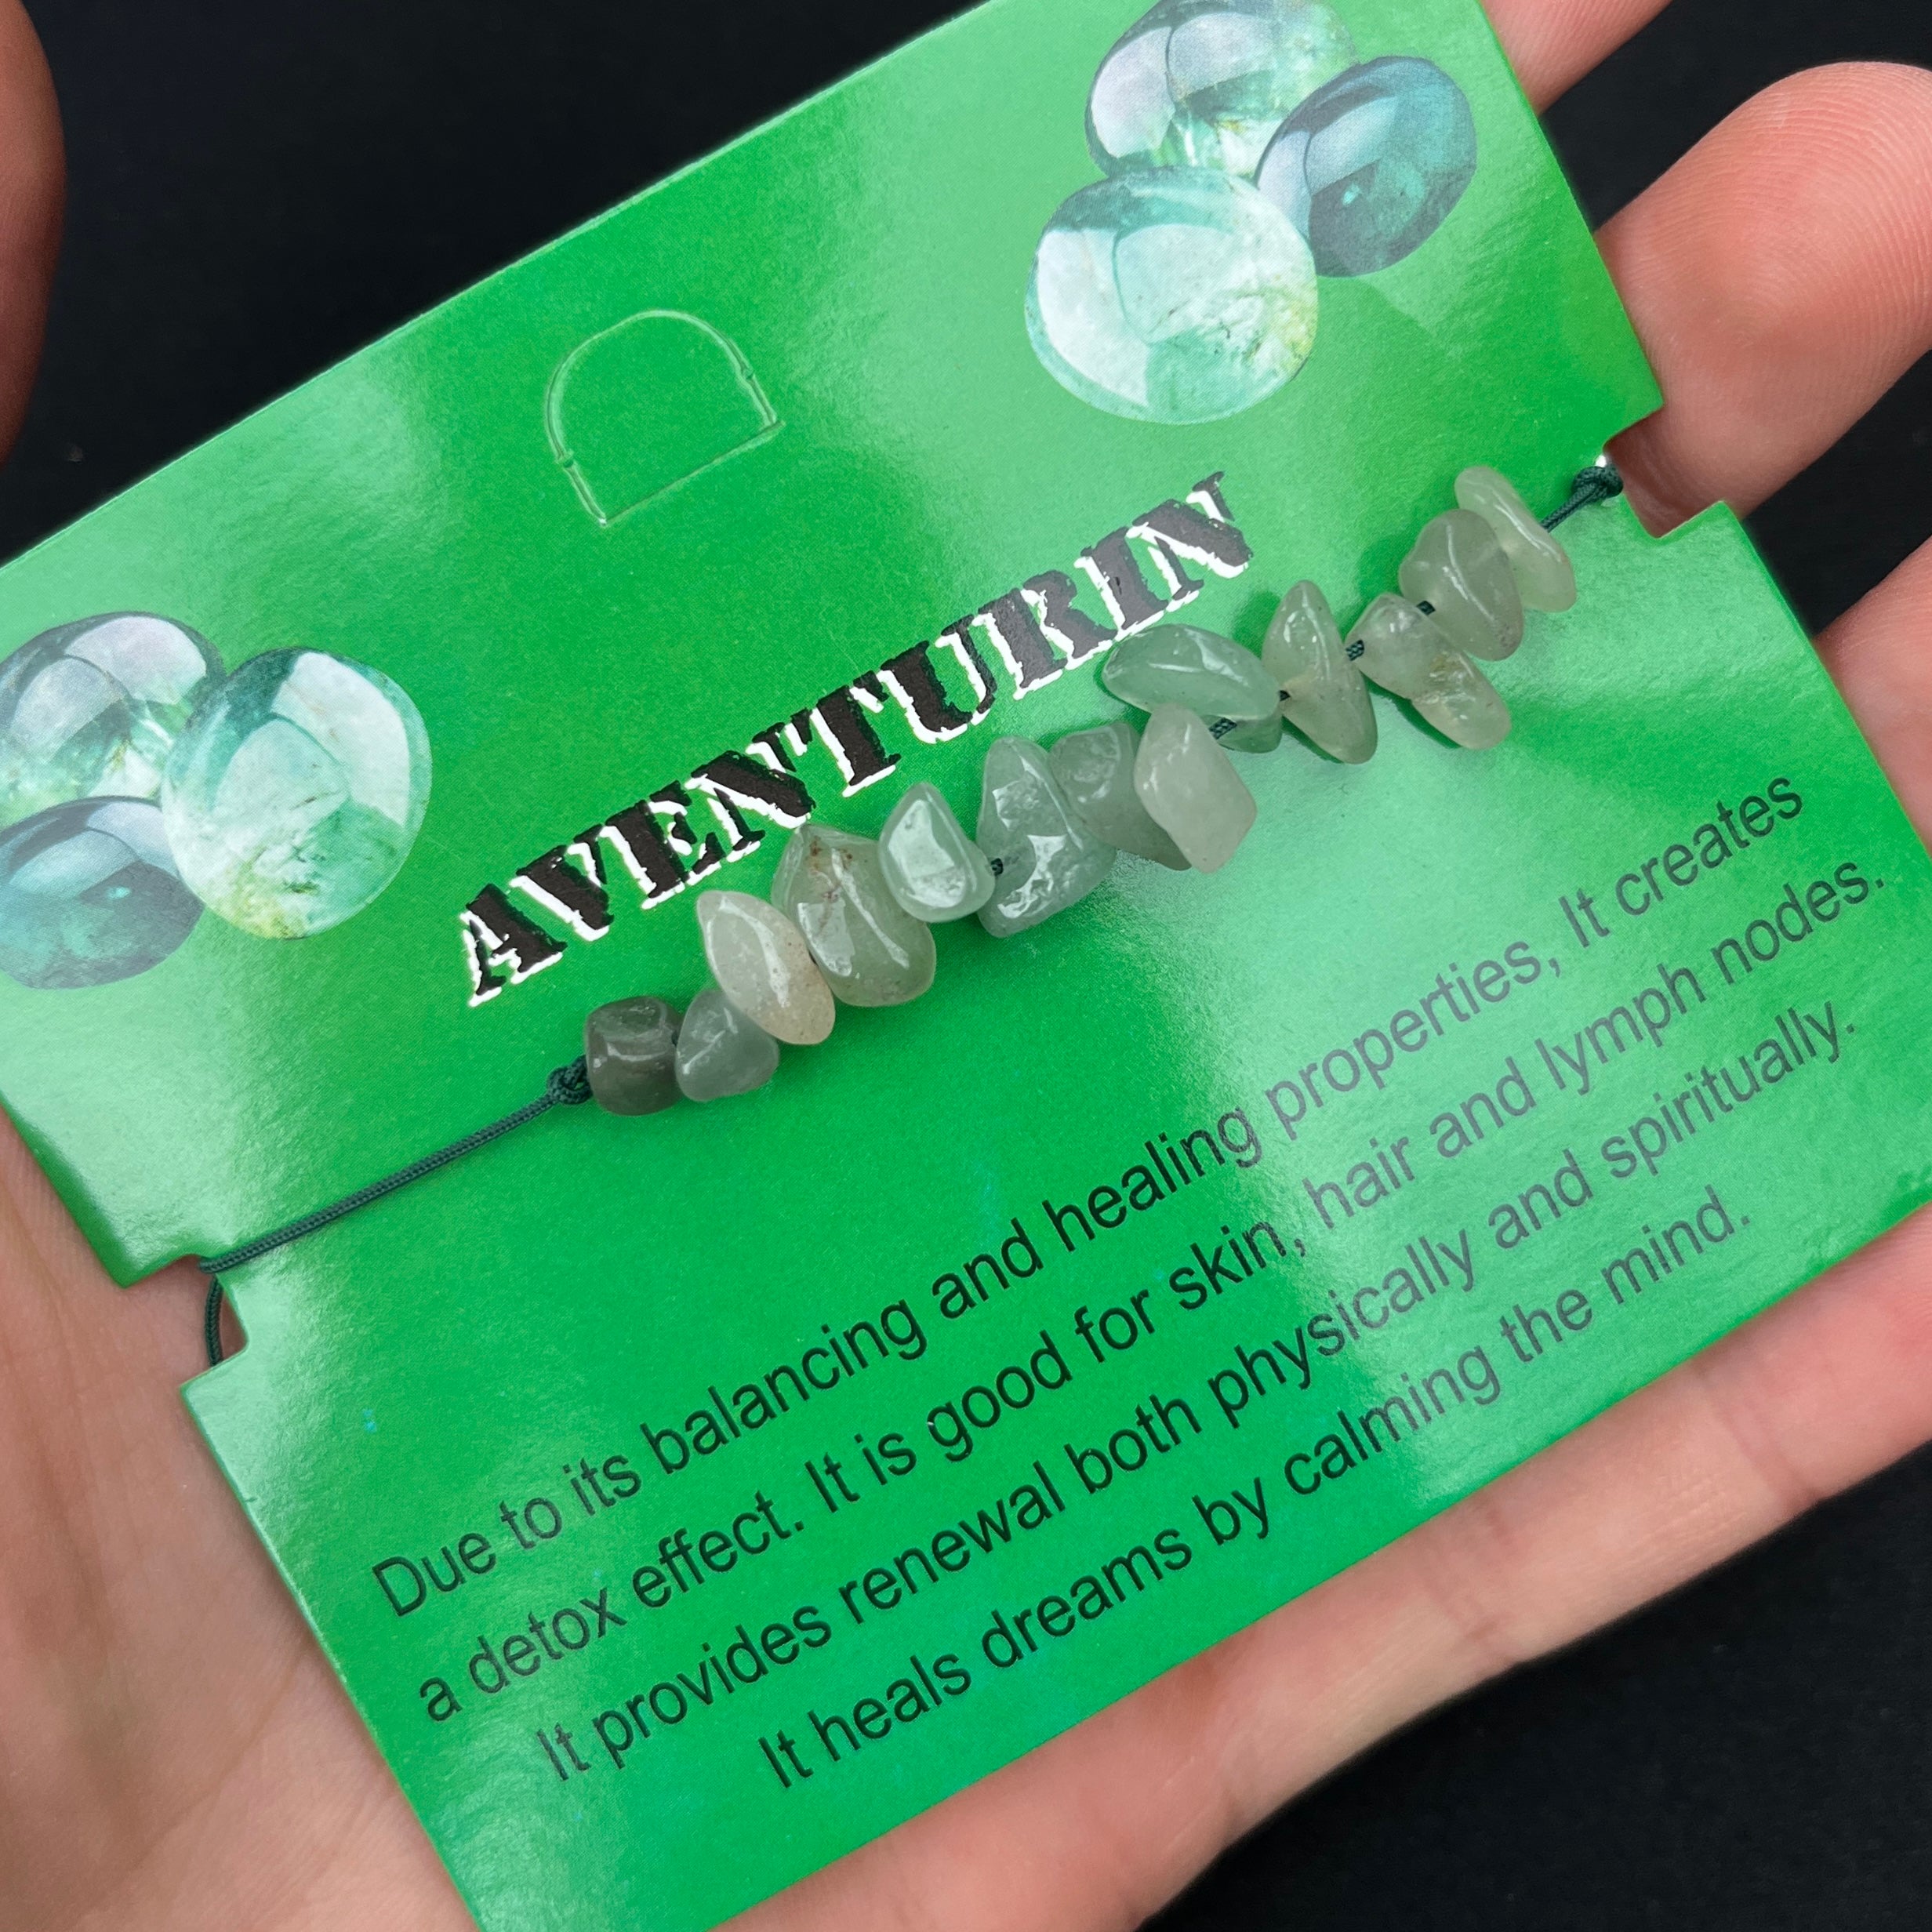 AVENTURIN
Due to its balancing and healing properties, It creates
a detox effect. It is good for skin, hair and lymph nodes.
It provides renewal both physically and spiritually.
It heals dreams by calming the mind.